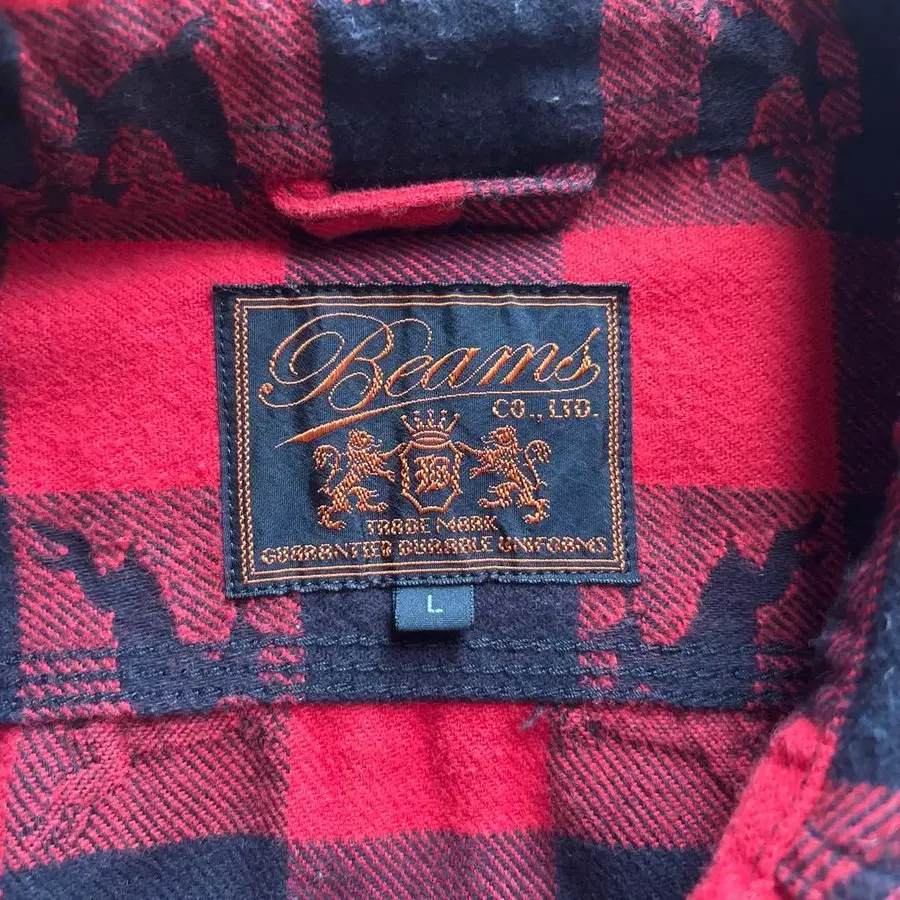 Beams
CO., LTD.
B
TRADE MARK
GUARANTEED DURABLE UNIFORMS
L